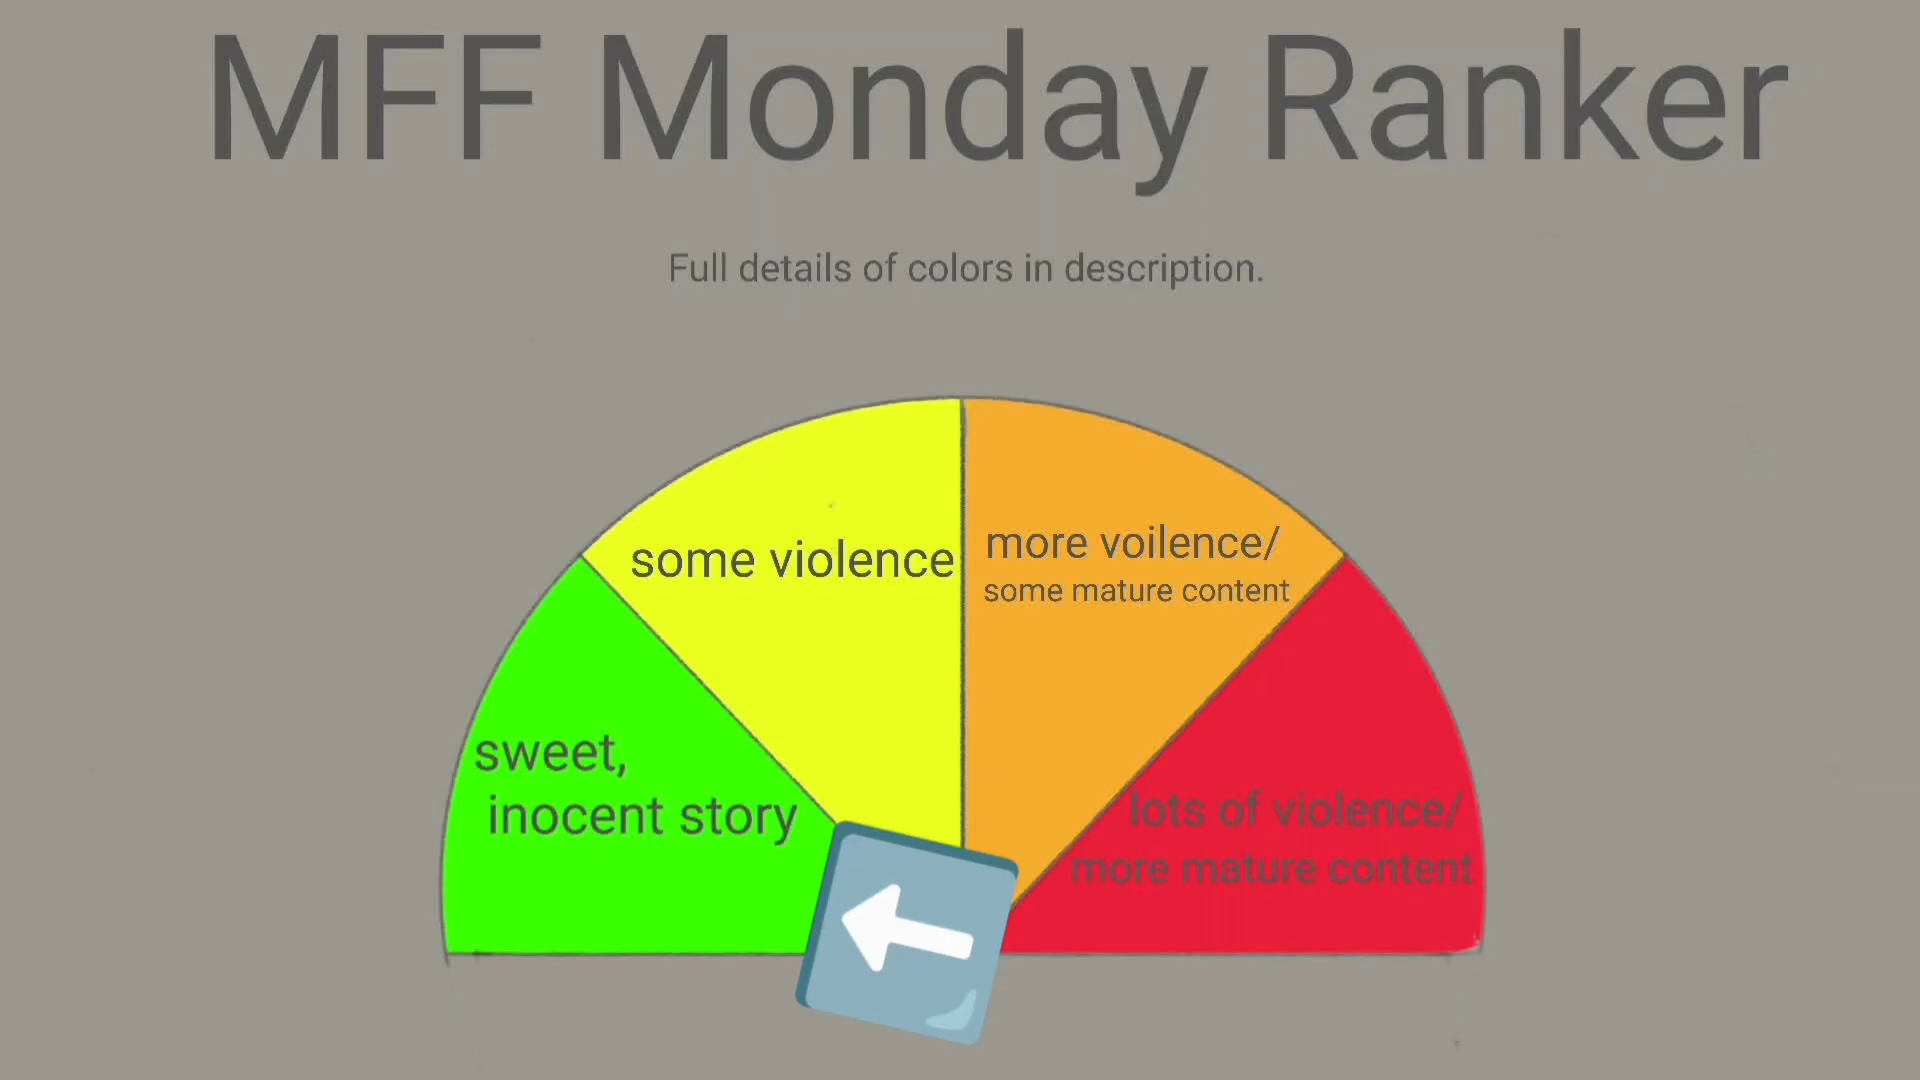 MFF Monday Ranker
Full details of colors in description.
some violence
more voilence/
some mature content
sweet,
inocent story
lots of violence/
more mature content